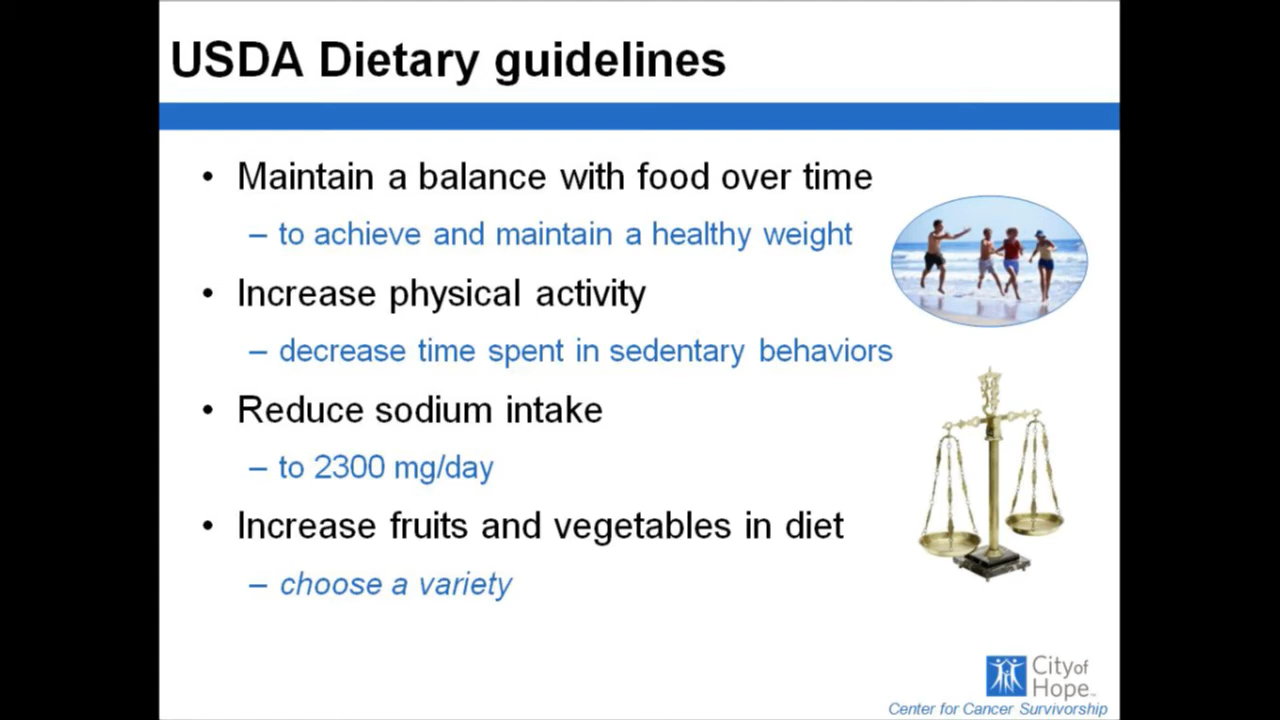 USDA Dietary guidelines
• Maintain a balance with food over time
– to achieve and maintain a healthy weight
• Increase physical activity
– decrease time spent in sedentary behaviors
• Reduce sodium intake
– to 2300 mg/day
• Increase fruits and vegetables in diet
– choose a variety
City of
Hope™
Center for Cancer Survivorship